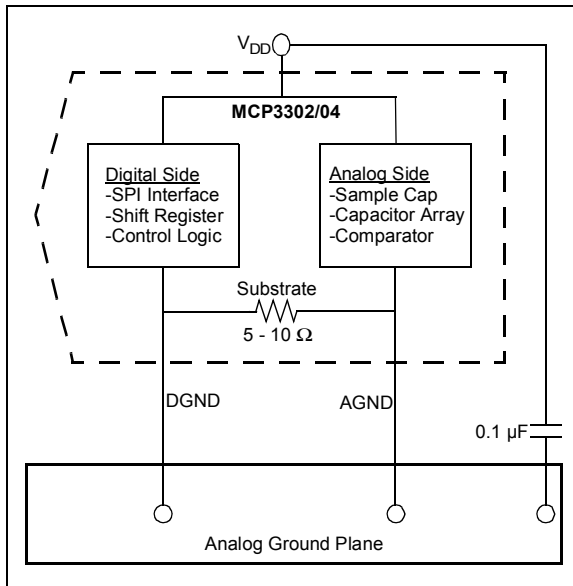 VDD
MCP3302/04
Digital Side
-SPI Interface
-Shift Register
-Control Logic
Analog Side
-Sample Cap
-Capacitor Array
-Comparator
Substrate
5 - 10 Ω
DGND
AGND
0.1 µF
Analog Ground Plane